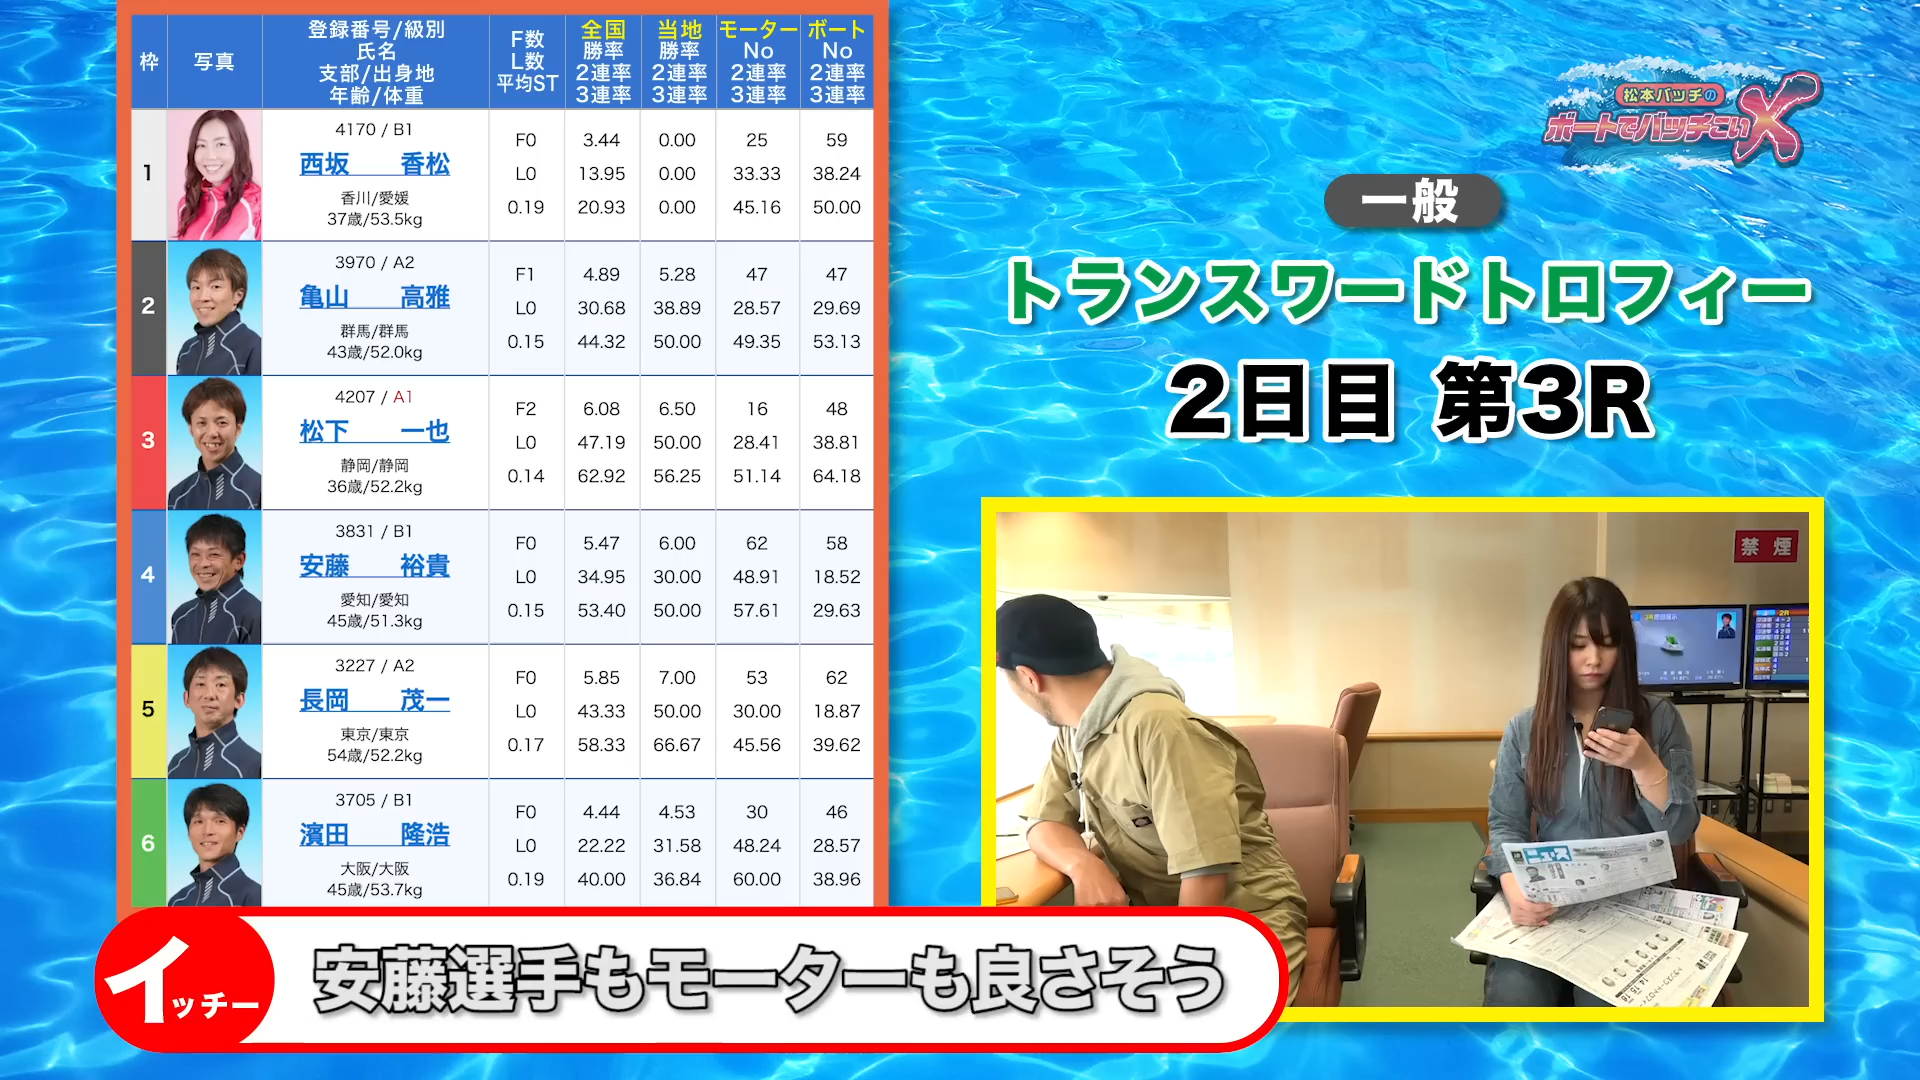 枠
写真
登録番号/級別
氏名
支部/出身地
年齢/体重
F数
L数
平均ST
全国
勝率
2連率
3連率
当地
勝率
2連率
3連率
モーター
No
2連率
3連率
ボート
No
2連率
3連率
1
4170 / B1
西坂 香松
香川/愛媛
37歳/53.5kg
F0 3.44 0.00 25 59
L0 13.95 0.00 33.33 38.24
0.19 20.93 0.00 45.16 50.00
2
3970 / A2
亀山 高雅
群馬/群馬
43歳/52.0kg
F1 4.89 5.28 47 47
L0 30.68 38.89 28.57 29.69
0.15 44.32 50.00 49.35 53.13
3
4207 / A1
松下 一也
静岡/静岡
36歳/52.2kg
F2 6.08 6.50 16 48
L0 47.19 50.00 28.41 38.81
0.14 62.92 56.25 51.14 64.18
4
3831 / B1
安藤 裕貴
愛知/愛知
45歳/51.3kg
F0 5.47 6.00 62 58
L0 34.95 30.00 48.91 18.52
0.15 53.40 50.00 57.61 29.63
5
3227 / A2
長岡 茂一
東京/東京
54歳/52.2kg
F0 5.85 7.00 53 62
L0 43.33 50.00 30.00 18.87
0.17 58.33 66.67 45.56 39.62
6
3705 / B1
濱田 隆浩
大阪/大阪
45歳/53.7kg
F0 4.44 4.53 30 46
L0 22.22 31.58 48.24 28.57
0.19 40.00 36.84 60.00 38.96
松本バッチの
ボートでバッチこいX
一般
トランスワードトロフィー
2日目 第3R
禁煙
2R
ニュース
イッチー
安藤選手もモーターも良さそう